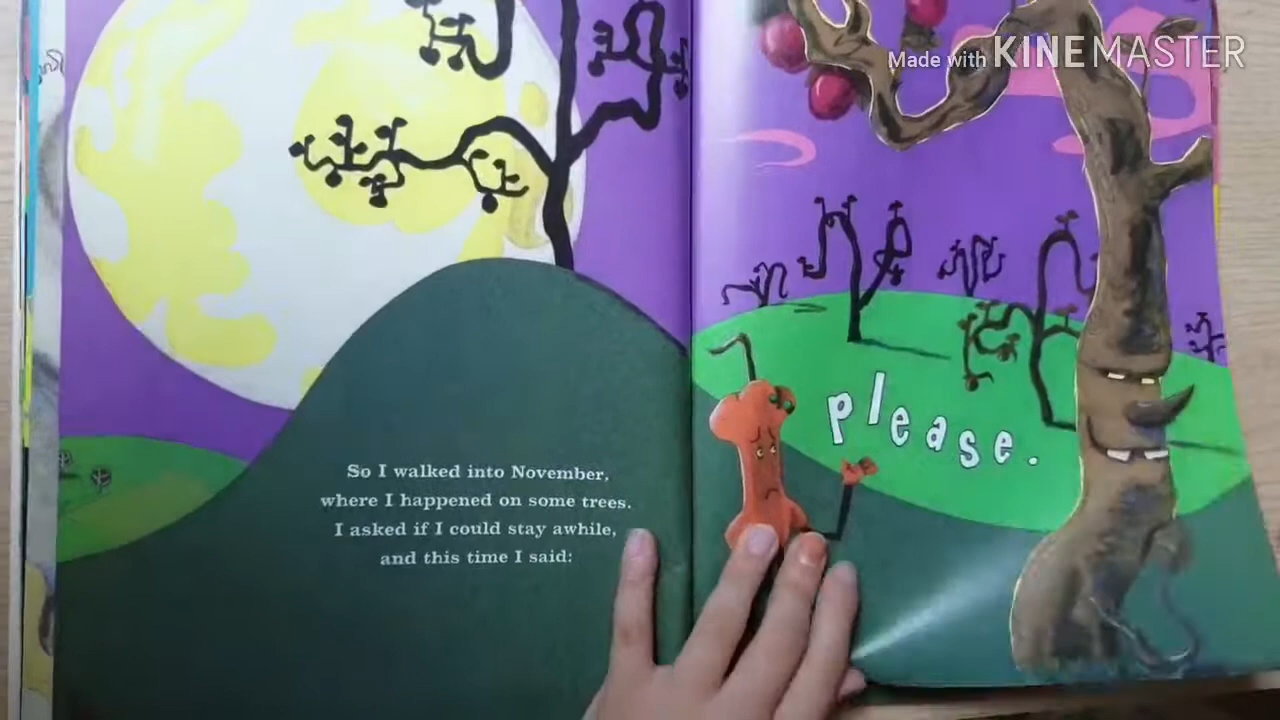 Made with KINEMASTER
So I walked into November,
where I happened on some trees.
I asked if I could stay awhile,
and this time I said:
please.